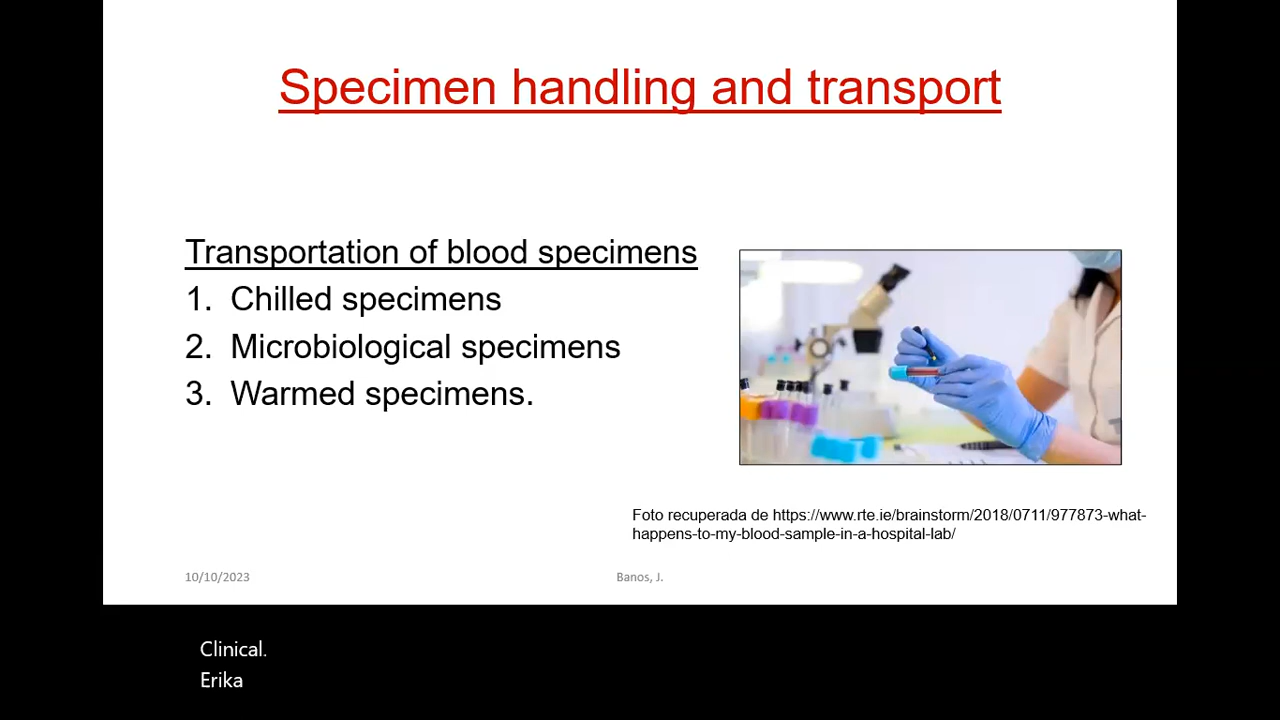 Specimen handling and transport
Transportation of blood specimens
1. Chilled specimens
2. Microbiological specimens
3. Warmed specimens.
Foto recuperada de https://www.rte.ie/brainstorm/2018/0711/977873-what-
happens-to-my-blood-sample-in-a-hospital-lab/
10/10/2023
Banos, J.
Clinical.
Erika